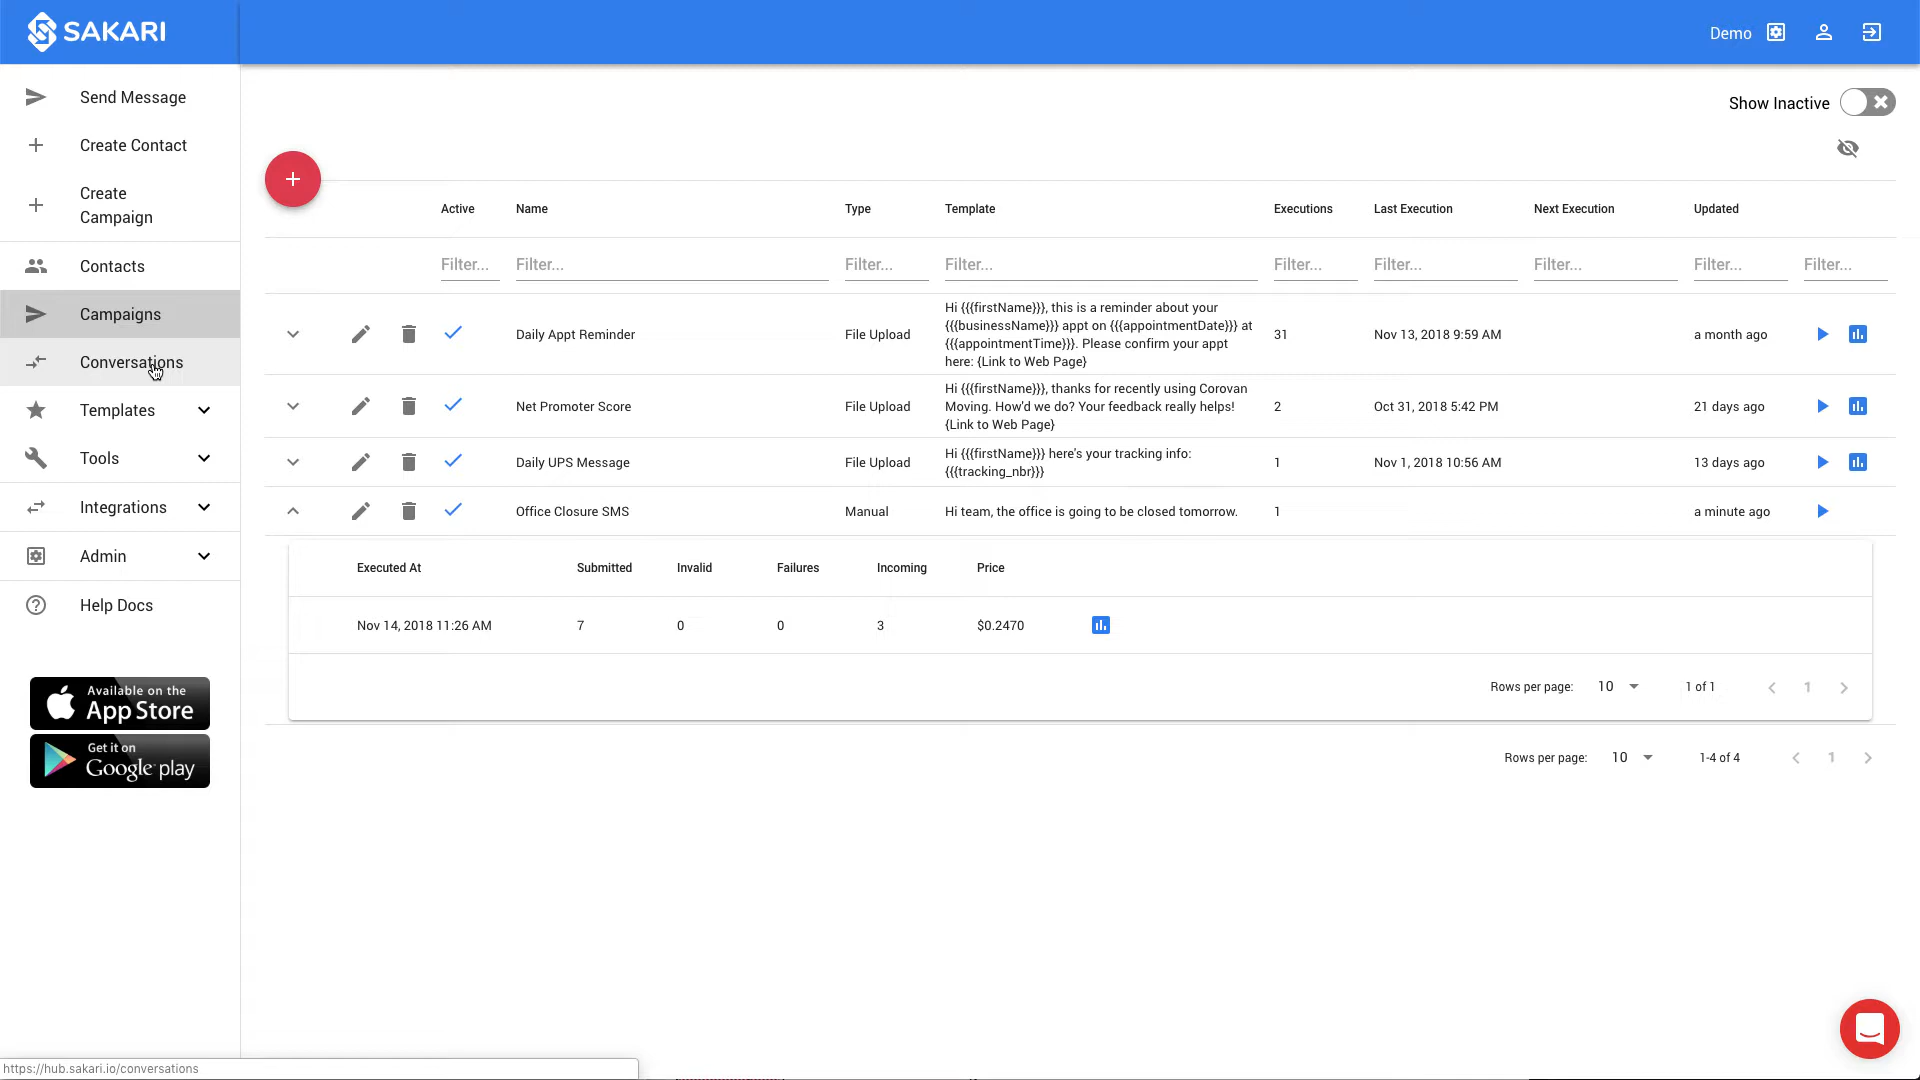 SAKARI
Demo
Send Message
Create Contact
Create
Campaign
Contacts
Campaigns
Conversations
Templates
Tools
Integrations
Admin
Help Docs
Available on the
App Store
Get it on
Google play
Show Inactive
Active Name Type Template Executions Last Execution Next Execution Updated
Filter... Filter... Filter... Filter... Filter... Filter... Filter... Filter... Filter...
Hi {{{firstName}}}, this is a reminder about your
{{{businessName}}} appt on {{{appointmentDate}}} at
Daily Appt Reminder File Upload 31 Nov 13, 2018 9:59 AM a month ago
{{{appointmentTime}}}. Please confirm your appt
here: {Link to Web Page}
Hi {{{firstName}}}, thanks for recently using Corovan
Net Promoter Score File Upload Moving. How'd we do? Your feedback really helps! 2 Oct 31, 2018 5:42 PM 21 days ago
{Link to Web Page}
Hi {{{firstName}}} here's your tracking info:
Daily UPS Message File Upload 1 Nov 1, 2018 10:56 AM 13 days ago
{{{tracking_nbr}}}
Office Closure SMS Manual Hi team, the office is going to be closed tomorrow. 1 a minute ago
Executed At Submitted Invalid Failures Incoming Price
Nov 14, 2018 11:26 AM 7 0 0 3 $0.2470
Rows per page: 10 1 of 1 1
Rows per page: 10 1-4 of 4 1
https://hub.sakari.io/conversations